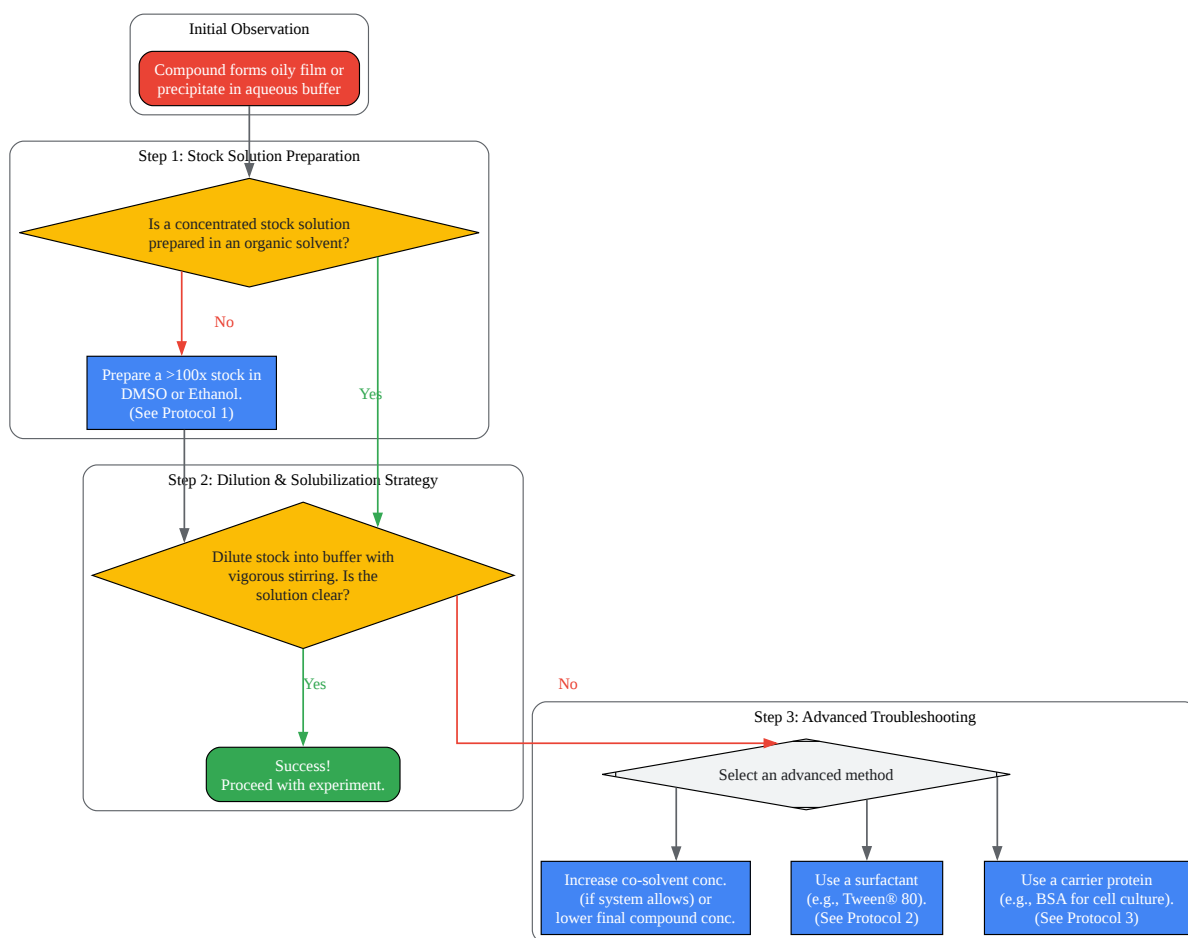 Initial Observation
Compound forms oily film or
precipitate in aqueous buffer
Step 1: Stock Solution Preparation
Is a concentrated stock solution
prepared in an organic solvent?
No
Prepare a >100x stock in
DMSO or Ethanol.
(See Protocol 1)
Yes
Step 2: Dilution & Solubilization Strategy
Dilute stock into buffer with
vigorous stirring. Is the
solution clear?
Yes
No
Success!
Proceed with experiment.
Step 3: Advanced Troubleshooting
Select an advanced method
Increase co-solvent conc.
(if system allows) or
lower final compound conc.
Use a surfactant
(e.g., Tween® 80).
(See Protocol 2)
Use a carrier protein
(e.g., BSA for cell culture).
(See Protocol 3)